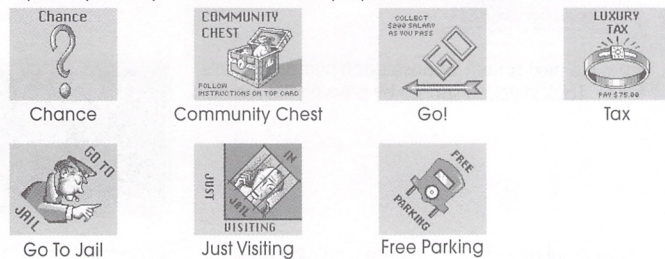 Chance
COMMUNITY
CHEST
FOLLOW
INSTRUCTIONS ON TOP CARD
COLLECT
$200 SALARY
AS YOU PASS
GO
LUXURY
TAX
PAY $75.00
Chance
Community Chest
Go!
Tax
GO TO
JAIL
JUST
IN
JAIL
VISITING
FREE
PARKING
Go To Jail
Just Visiting
Free Parking